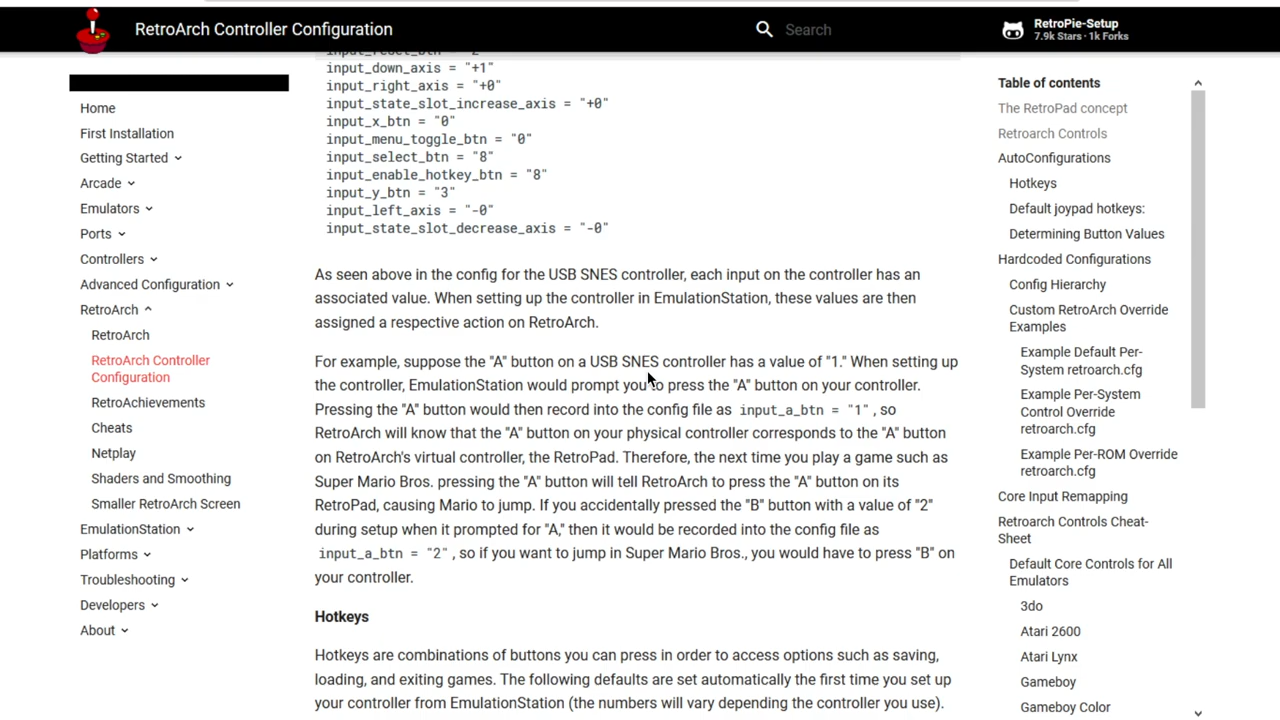 RetroArch Controller Configuration
Search
RetroPie-Setup
7.9k Stars · 1k Forks
Home
First Installation
Getting Started
Arcade
Emulators
Ports
Controllers
Advanced Configuration
RetroArch
RetroArch
RetroArch Controller
Configuration
RetroAchievements
Cheats
Netplay
Shaders and Smoothing
Smaller RetroArch Screen
EmulationStation
Platforms
Troubleshooting
Developers
About
input_down_axis = "+1"
input_right_axis = "+0"
input_state_slot_increase_axis = "+0"
input_x_btn = "0"
input_menu_toggle_btn = "0"
input_select_btn = "8"
input_enable_hotkey_btn = "8"
input_y_btn = "3"
input_left_axis = "-0"
input_state_slot_decrease_axis = "-0"
As seen above in the config for the USB SNES controller, each input on the controller has an
associated value. When setting up the controller in EmulationStation, these values are then
assigned a respective action on RetroArch.
For example, suppose the "A" button on a USB SNES controller has a value of "1." When setting up
the controller, EmulationStation would prompt you to press the "A" button on your controller.
Pressing the "A" button would then record into the config file as input_a_btn = "1" , so
RetroArch will know that the "A" button on your physical controller corresponds to the "A" button
on RetroArch's virtual controller, the RetroPad. Therefore, the next time you play a game such as
Super Mario Bros. pressing the "A" button will tell RetroArch to press the "A" button on its
RetroPad, causing Mario to jump. If you accidentally pressed the "B" button with a value of "2"
during setup when it prompted for "A," then it would be recorded into the config file as
input_a_btn = "2" , so if you want to jump in Super Mario Bros., you would have to press "B" on
your controller.
Hotkeys
Hotkeys are combinations of buttons you can press in order to access options such as saving,
loading, and exiting games. The following defaults are set automatically the first time you set up
your controller from EmulationStation (the numbers will vary depending the controller you use).
Table of contents
The RetroPad concept
Retroarch Controls
AutoConfigurations
Hotkeys
Default joypad hotkeys:
Determining Button Values
Hardcoded Configurations
Config Hierarchy
Custom RetroArch Override
Examples
Example Default Per-
System retroarch.cfg
Example Per-System
Control Override
retroarch.cfg
Example Per-ROM Override
retroarch.cfg
Core Input Remapping
Retroarch Controls Cheat-
Sheet
Default Core Controls for All
Emulators
3do
Atari 2600
Atari Lynx
Gameboy
Gameboy Color